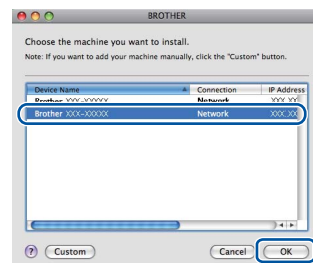 BROTHER
Choose the machine you want to install.
Note: If you want to add your machine manually, click the "Custom" button.
Device Name Connection IP Address
Brother XXX-XXXXX Network XXX.XX
Brother XXX-XXXXX Network XXX.XX
? Custom Cancel OK